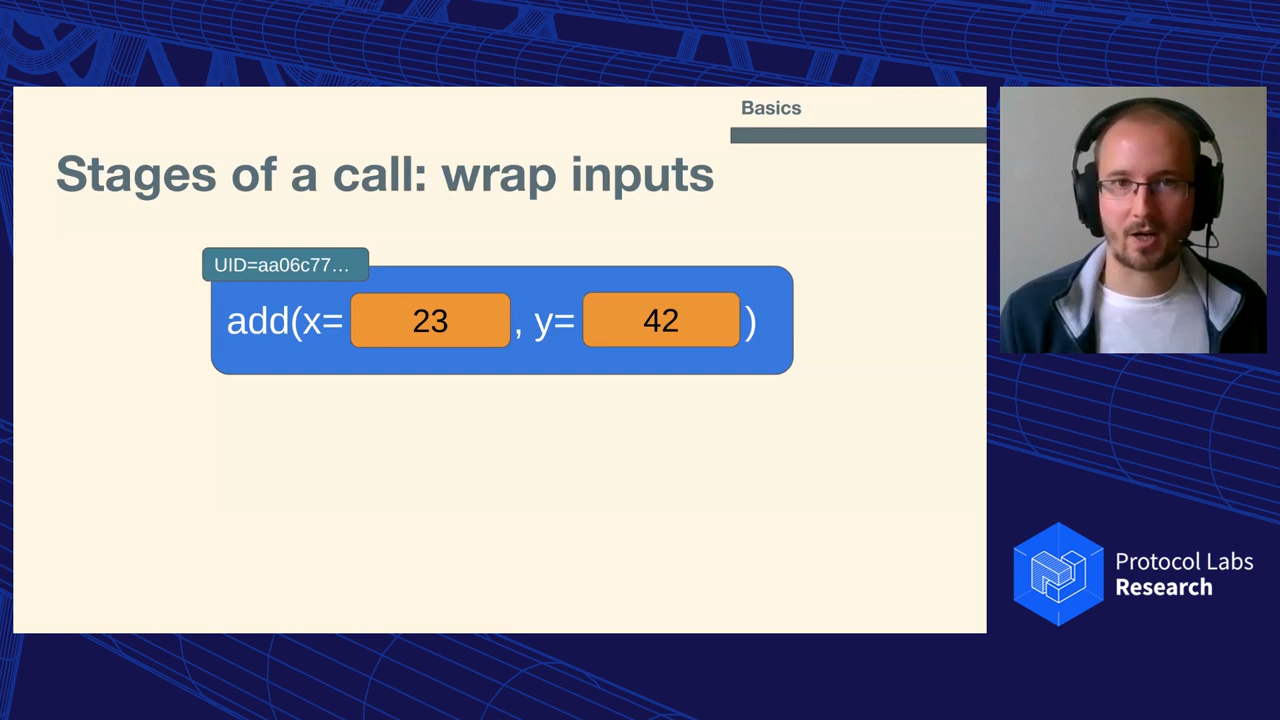 Basics
Stages of a call: wrap inputs
UID=aa06c77…
add(x= 23 , y= 42 )
Protocol Labs
Research